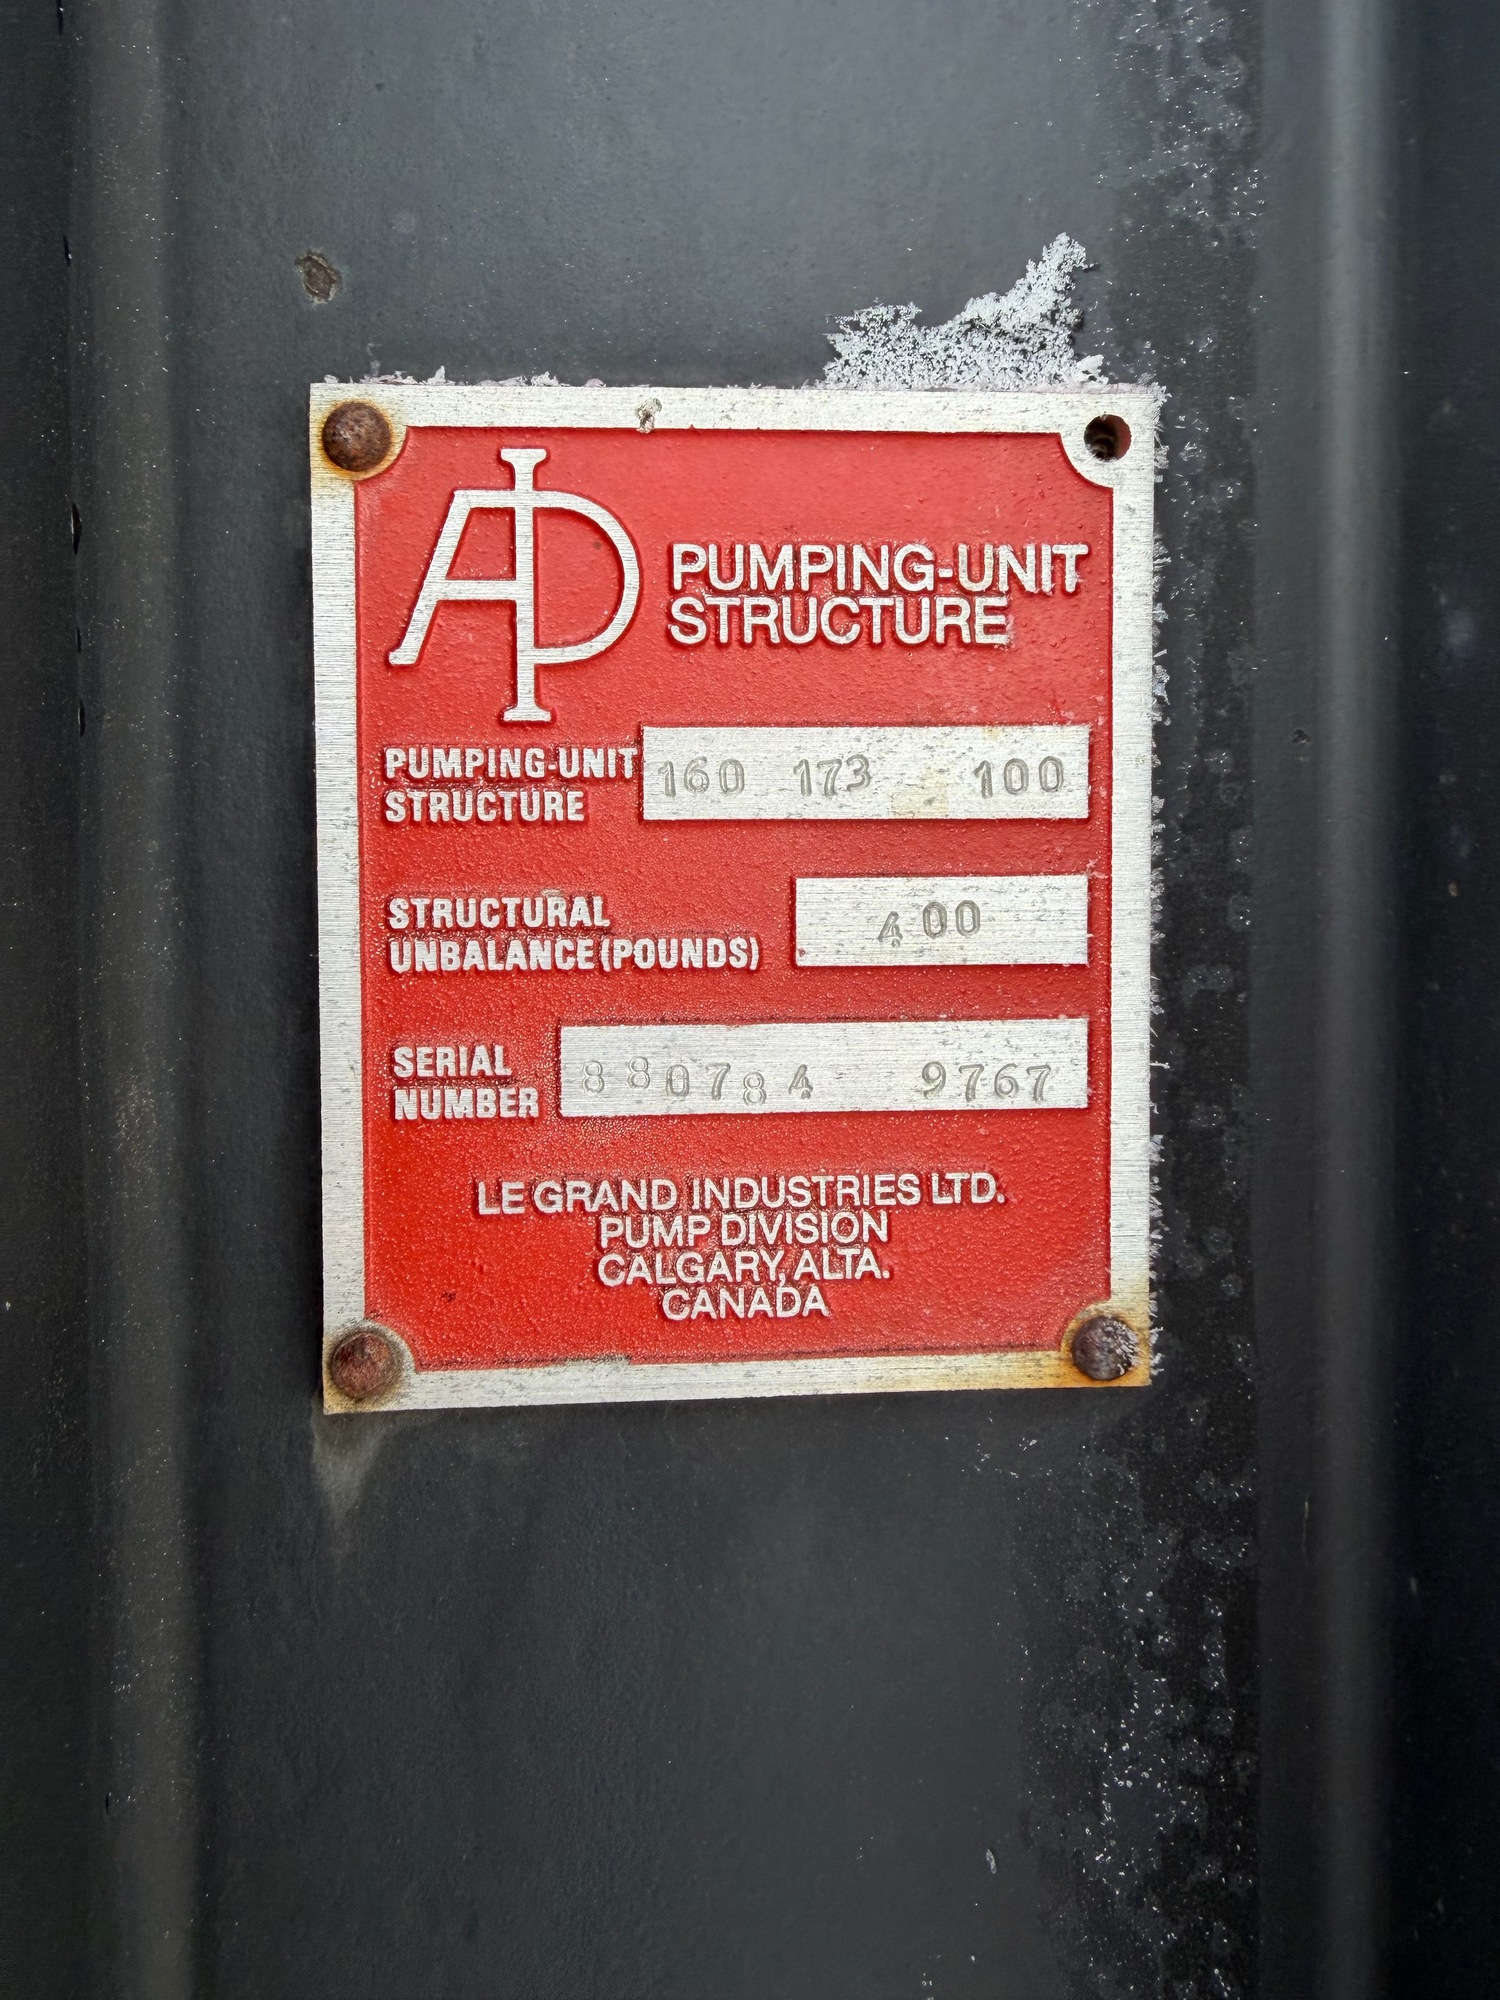 API
PUMPING-UNIT
STRUCTURE
PUMPING-UNIT
STRUCTURE
160 173 100
STRUCTURAL
UNBALANCE (POUNDS)
400
SERIAL
NUMBER
880784 9767
LE GRAND INDUSTRIES LTD.
PUMP DIVISION
CALGARY, ALTA.
CANADA